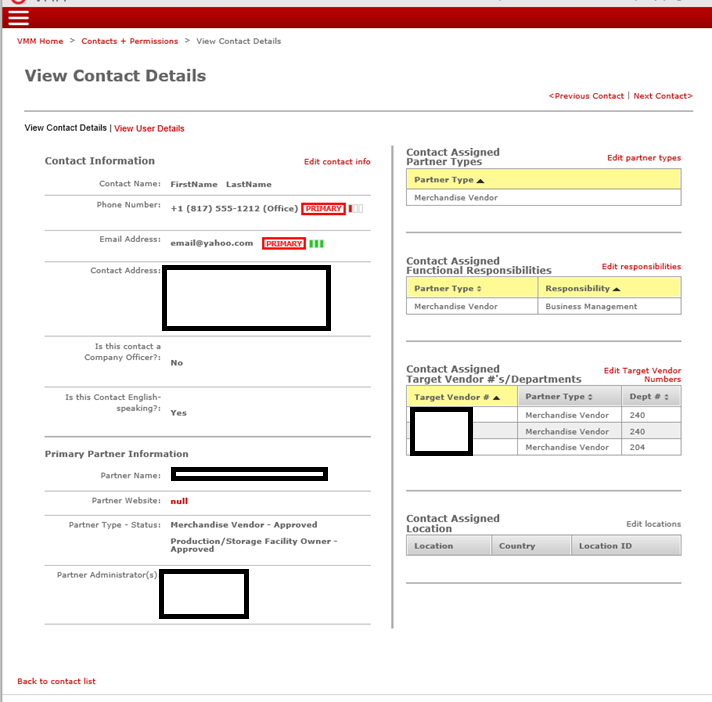 VMM Home > Contacts + Permissions > View Contact Details
View Contact Details
<Previous Contact | Next Contact>
View Contact Details | View User Details
Contact Information Edit contact info
Contact Name: FirstName LastName
Phone Number: +1 (817) 555-1212 (Office) PRIMARY
Email Address: email@yahoo.com PRIMARY
Contact Address:
Is this contact a
Company Officer?: No
Is this Contact English-
speaking?: Yes
Primary Partner Information
Partner Name:
Partner Website: null
Partner Type - Status: Merchandise Vendor - Approved
Production/Storage Facility Owner -
Approved
Partner Administrator(s)
Contact Assigned
Partner Types Edit partner types
Partner Type
Merchandise Vendor
Contact Assigned
Functional Responsibilities Edit responsibilities
Partner Type Responsibility
Merchandise Vendor Business Management
Contact Assigned
Target Vendor #'s/Departments Edit Target Vendor
Numbers
Target Vendor # Partner Type Dept #
Merchandise Vendor 240
Merchandise Vendor 240
Merchandise Vendor 204
Contact Assigned
Location Edit locations
Location Country Location ID
Back to contact list